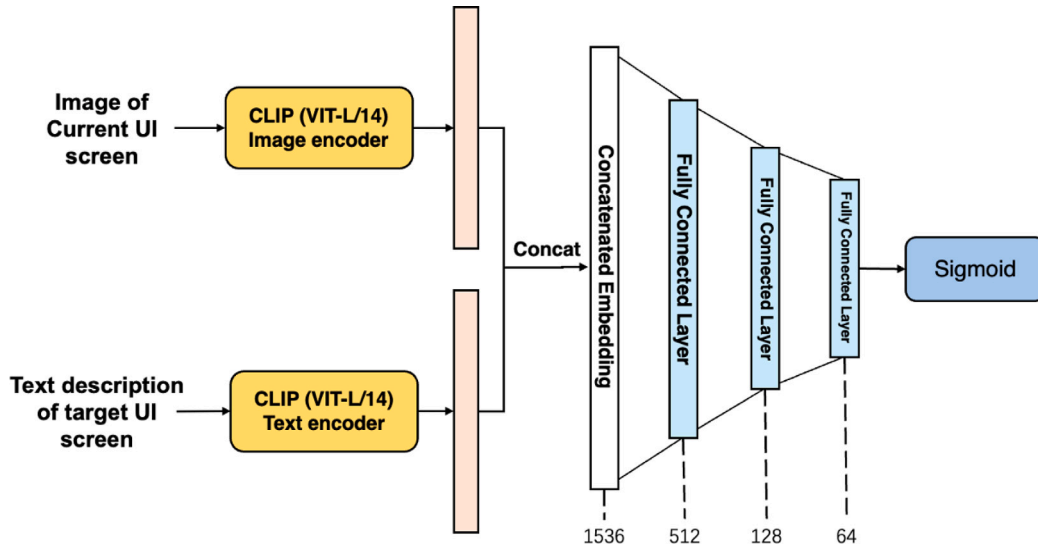 Image of
Current UI
screen
CLIP (VIT-L/14)
Image encoder
Text description
of target UI
screen
CLIP (VIT-L/14)
Text encoder
Concat
Concatenated Embedding
Fully Connected Layer
Fully Connected Layer
Fully Connected Layer
Sigmoid
1536
512
128
64